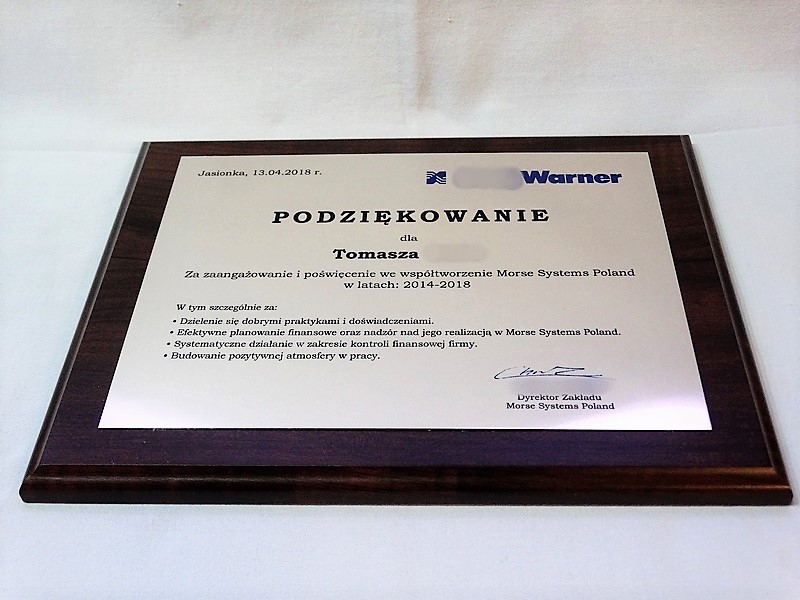 Jasionka, 13.04.2018 r.
Warner
PODZIĘKOWANIE
dla
Tomasza
Za zaangażowanie i poświęcenie we współtworzenie Morse Systems Poland
w latach: 2014-2018
W tym szczególnie za:
• Dzielenie się dobrymi praktykami i doświadczeniami.
• Efektywne planowanie finansowe oraz nadzór nad jego realizacją w Morse Systems Poland.
• Systematyczne działanie w zakresie kontroli finansowej firmy.
• Budowanie pozytywnej atmosfery w pracy.
Dyrektor Zakładu
Morse Systems Poland